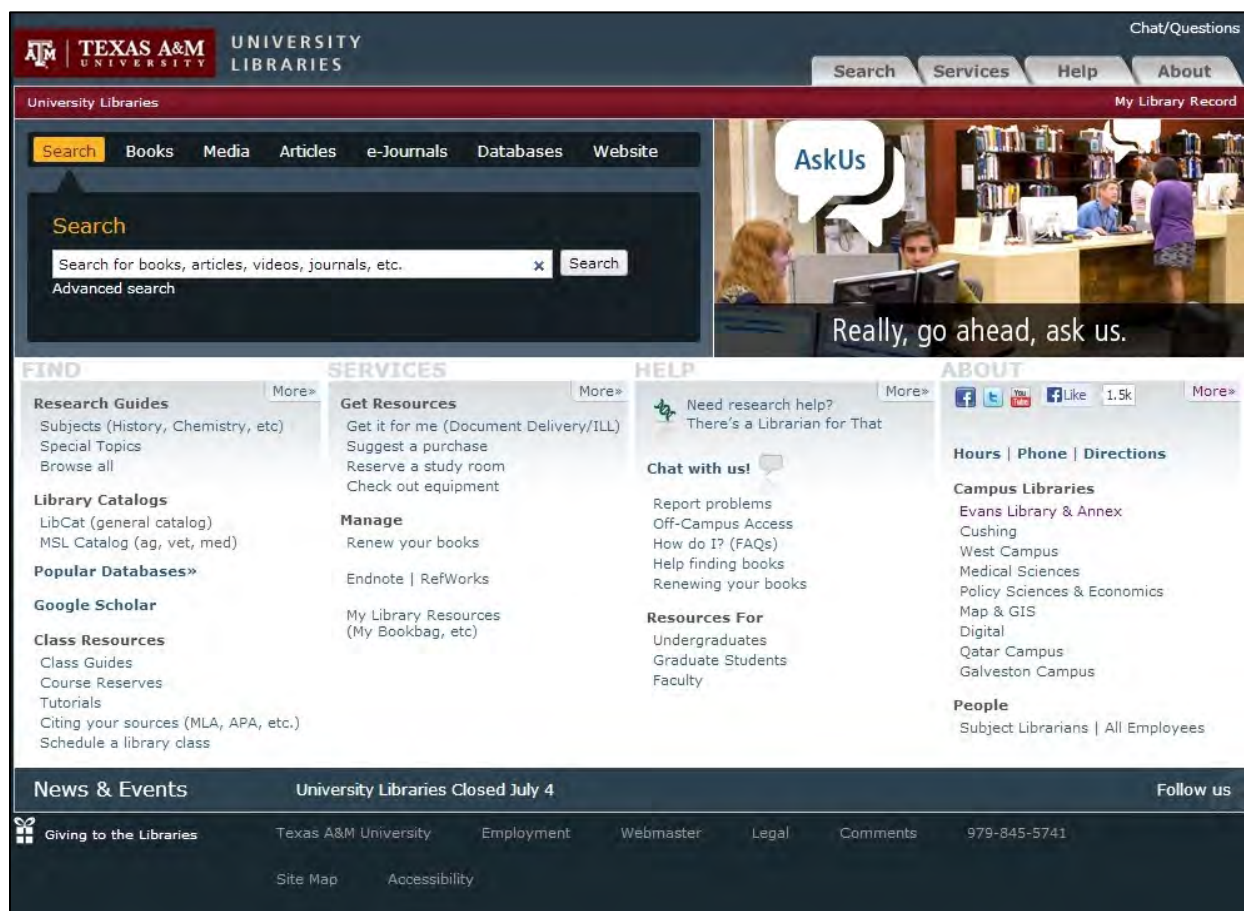 Chat/Questions
ATM | TEXAS A&M UNIVERSITY
UNIVERSITY LIBRARIES
Search Services Help About
University Libraries
My Library Record
Search Books Media Articles e-Journals Databases Website
Search
Search for books, articles, videos, journals, etc. x Search
Advanced search
AskUs
Really, go ahead, ask us.
FIND
More»
Research Guides
Subjects (History, Chemistry, etc)
Special Topics
Browse all
Library Catalogs
LibCat (general catalog)
MSL Catalog (ag, vet, med)
Popular Databases»
Google Scholar
Class Resources
Class Guides
Course Reserves
Tutorials
Citing your sources (MLA, APA, etc.)
Schedule a library class
SERVICES
More»
Get Resources
Get it for me (Document Delivery/ILL)
Suggest a purchase
Reserve a study room
Check out equipment
Manage
Renew your books
Endnote | RefWorks
My Library Resources
(My Bookbag, etc)
HELP
More»
Need research help?
There's a Librarian for That
Chat with us!
Report problems
Off-Campus Access
How do I? (FAQs)
Help finding books
Renewing your books
Resources For
Undergraduates
Graduate Students
Faculty
ABOUT
f t You Tube f Like 1.5k More»
Hours | Phone | Directions
Campus Libraries
Evans Library & Annex
Cushing
West Campus
Medical Sciences
Policy Sciences & Economics
Map & GIS
Digital
Qatar Campus
Galveston Campus
People
Subject Librarians | All Employees
News & Events
University Libraries Closed July 4
Follow us
Giving to the Libraries
Texas A&M University Employment Webmaster Legal Comments 979-845-5741
Site Map Accessibility